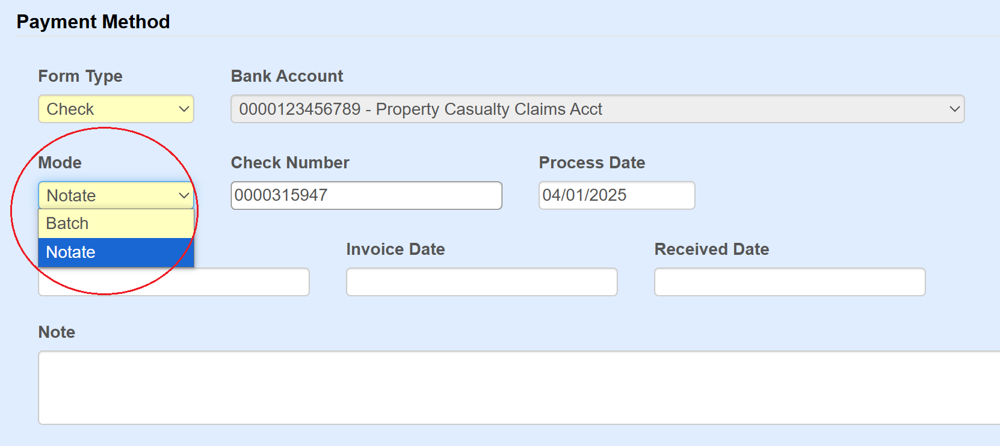 Payment Method
Form Type Bank Account
Check 0000123456789 - Property Casualty Claims Acct
Mode Check Number Process Date
Notate 0000315947 04/01/2025
Batch
Notate
Invoice Date Received Date
Note